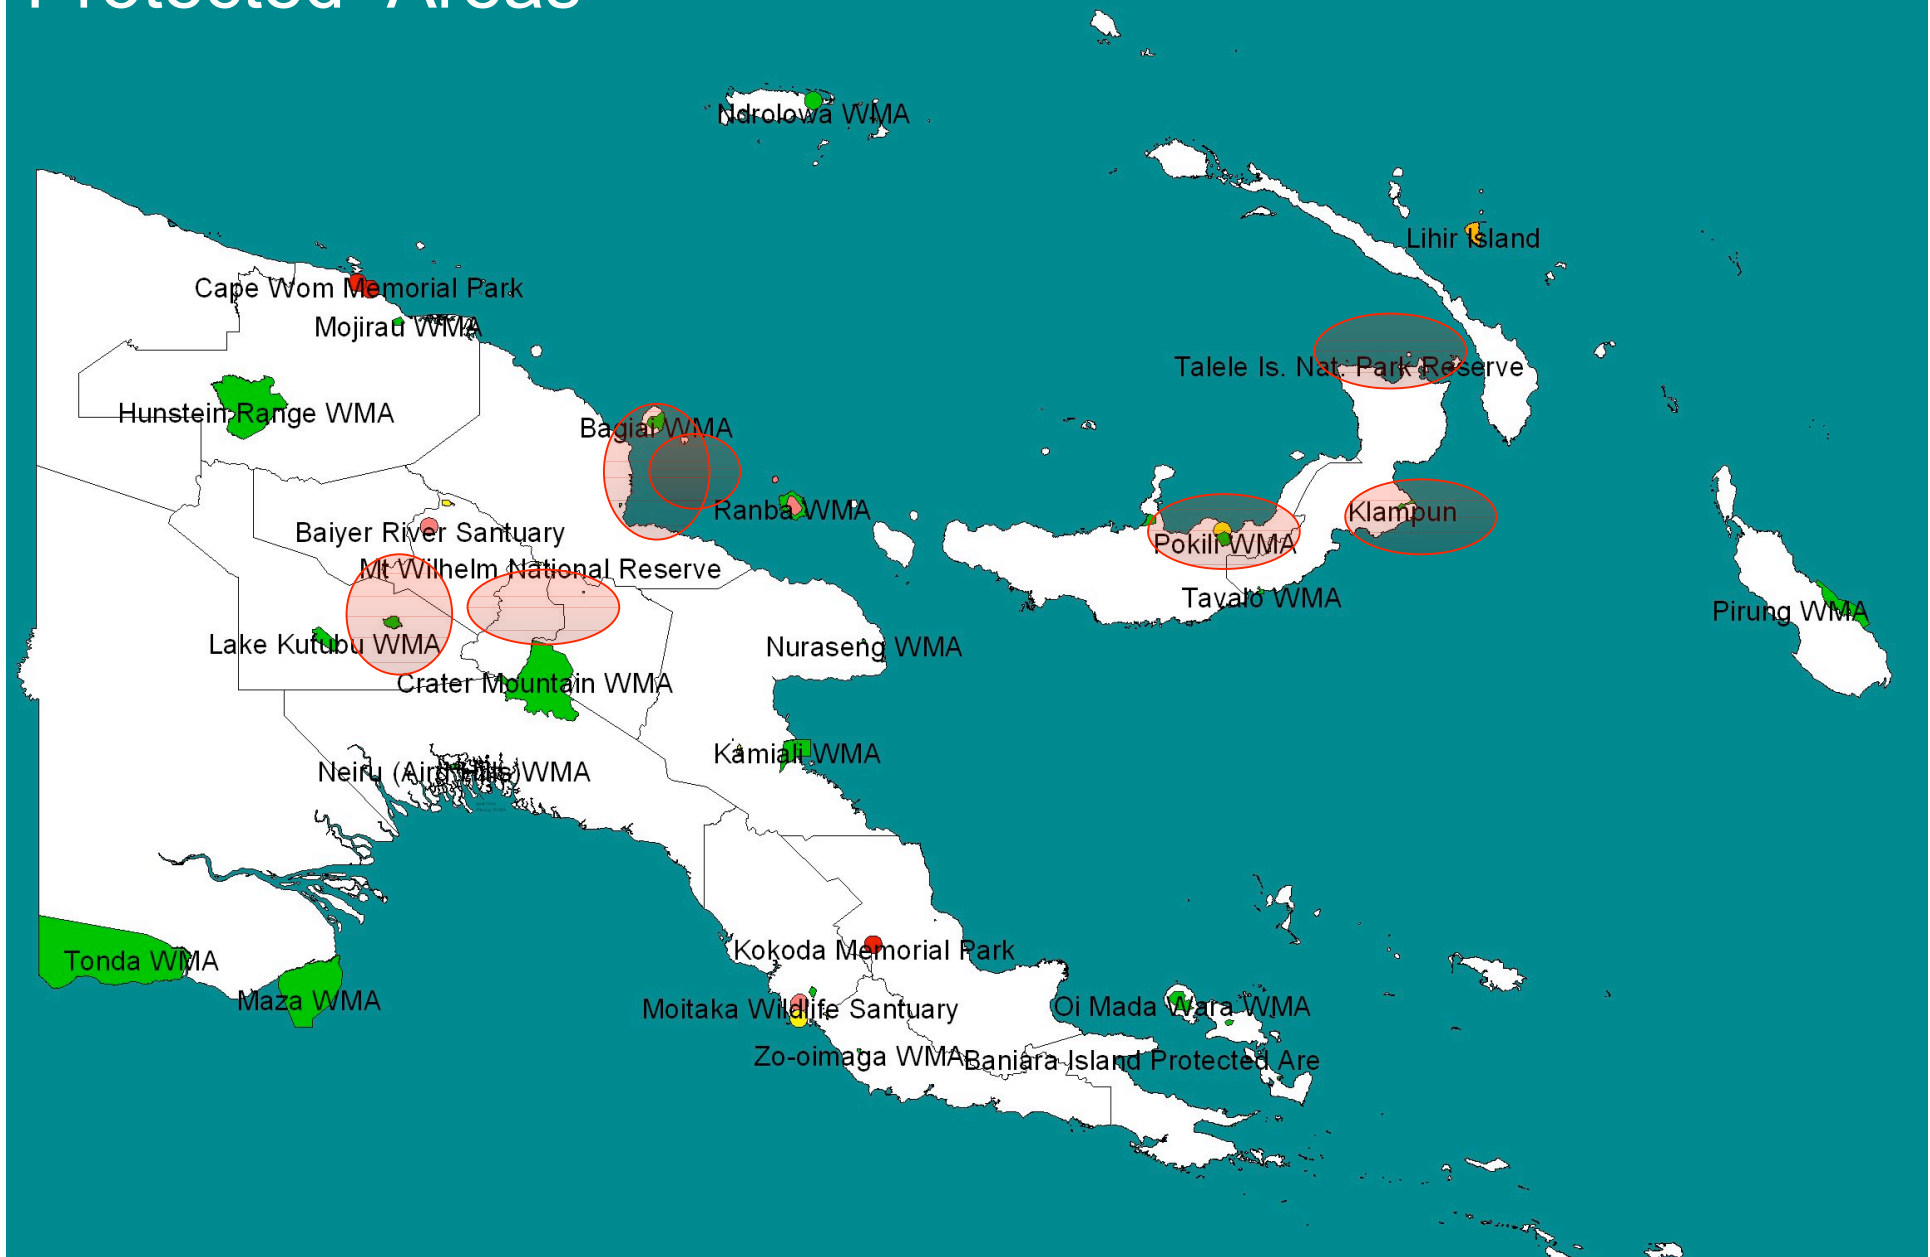 Protected Areas
Ndrolowa WMA
Lihir Island
Cape Wom Memorial Park
Mojirau WMA
Talele Is. Nat. Park Reserve
Hunstein Range WMA
Bagiai WMA
Ranba WMA
Klampun
Baiyer River Santuary
Pokili WMA
Mt Wilhelm National Reserve
Tavalo WMA
Pirung WMA
Lake Kutubu WMA
Nuraseng WMA
Crater Mountain WMA
Kamiali WMA
Neiru (Aird Hills)WMA
Kokoda Memorial Park
Tonda WMA
Maza WMA
Moitaka Wildlife Santuary
Oi Mada Wara WMA
Zo-oimaga WMA
Baniara Island Protected Are